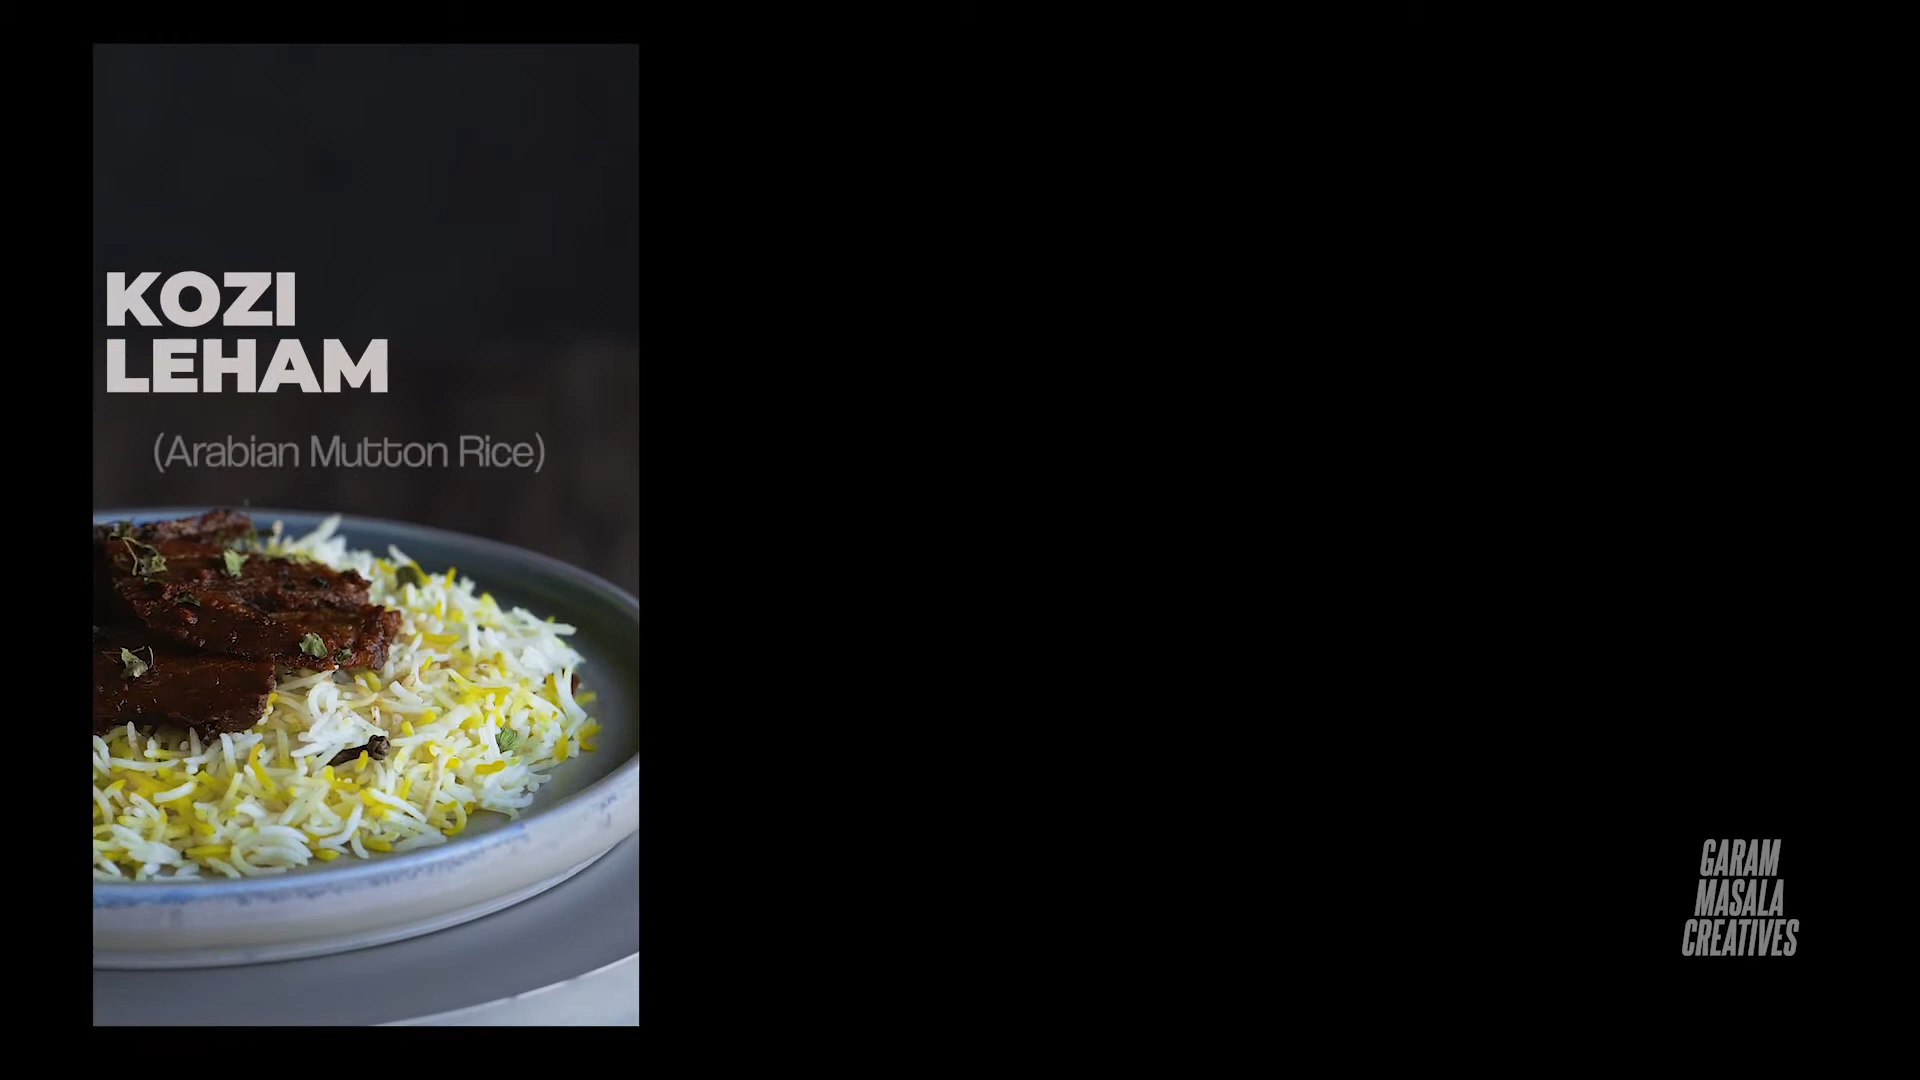 KOZI
LEHAM
(Arabian Mutton Rice)
GARAM
MASALA
CREATIVES